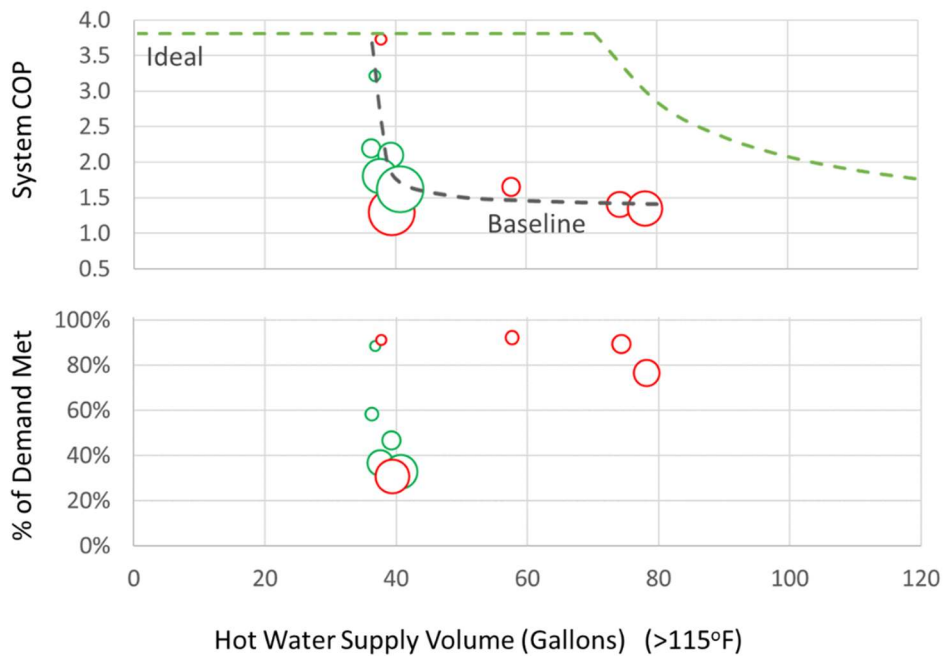 System COP
4.0
3.5
3.0
2.5
2.0
1.5
1.0
0.5
Ideal
Baseline
% of Demand Met
100%
80%
60%
40%
20%
0%
0 20 40 60 80 100 120
Hot Water Supply Volume (Gallons) (>115ºF)